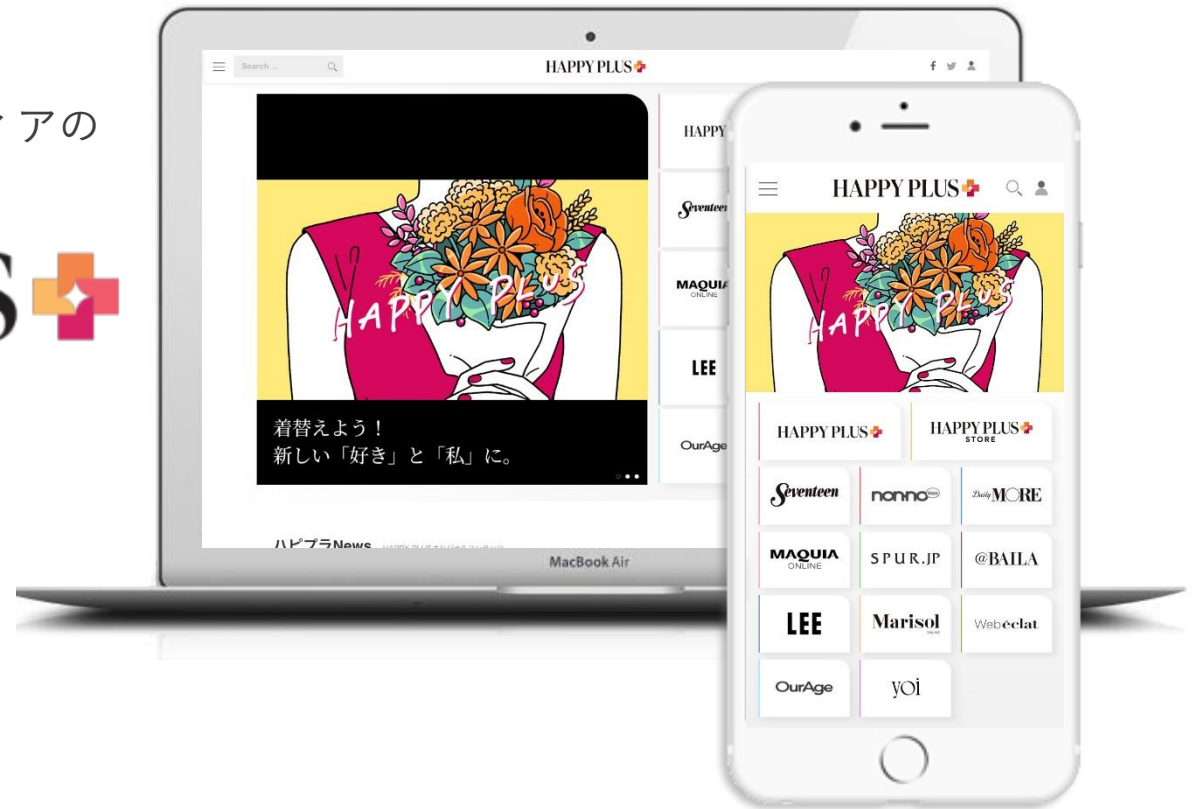 ィアの
S
Search ...
HAPPY PLUS
HAPPY
Seventeen
MAQUIA
ONLINE
LEE
OurAge
HAPPY PLUS
着替えよう！
新しい「好き」と「私」に。
ハピプラNews
MacBook Air
HAPPY PLUS
HAPPY PLUS
HAPPY PLUS
HAPPY PLUS
STORE
Seventeen
nonno
Daily MORE
MAQUIA
ONLINE
SPUR.JP
@BAILA
LEE
Marisol
Web éclat
OurAge
yoi